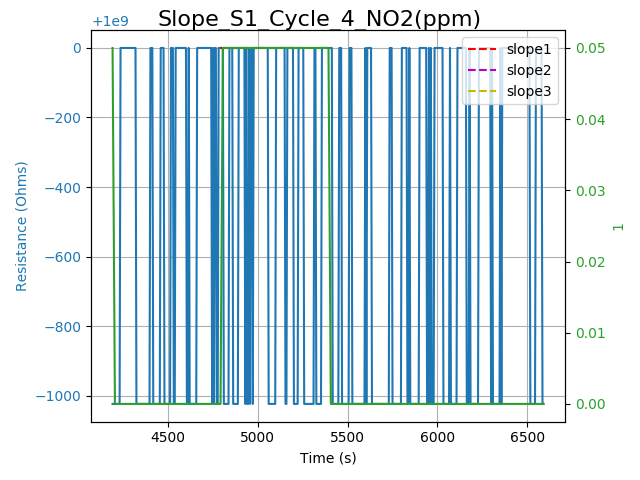 Slope_S1_Cycle_4_NO2(ppm)
+1e9
0
−200
−400
−600
−800
−1000
Resistance (Ohms)
4500
5000
5500
6000
6500
Time (s)
0.05
0.04
0.03
0.02
0.01
0.00
1
slope1
slope2
slope3